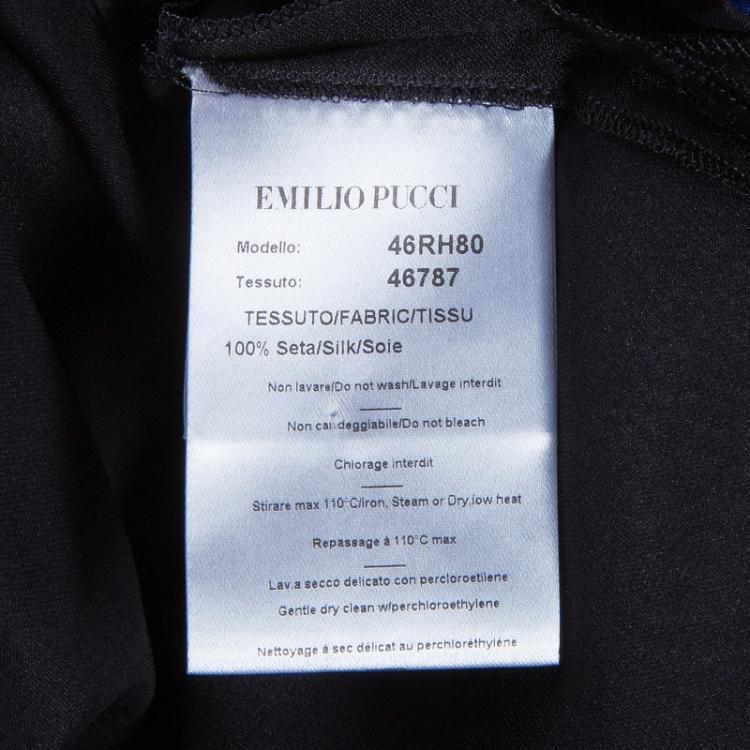 EMILIO PUCCI
Modello: 46RH80
Tessuto: 46787
TESSUTO/FABRIC/TISSU
100% Seta/Silk/Soie
Non lavare/Do not wash/Lavage interdit
Non candeggiabile/Do not bleach
Chlorage interdit
Stirare max 110°C/Iron, Steam or Dry,low heat
Repassage à 110°C max
Lav.a secco delicato con percloroetilene
Gentle dry clean w/perchloroethylene
Nettoyage à sec délicat au perchloréthylène